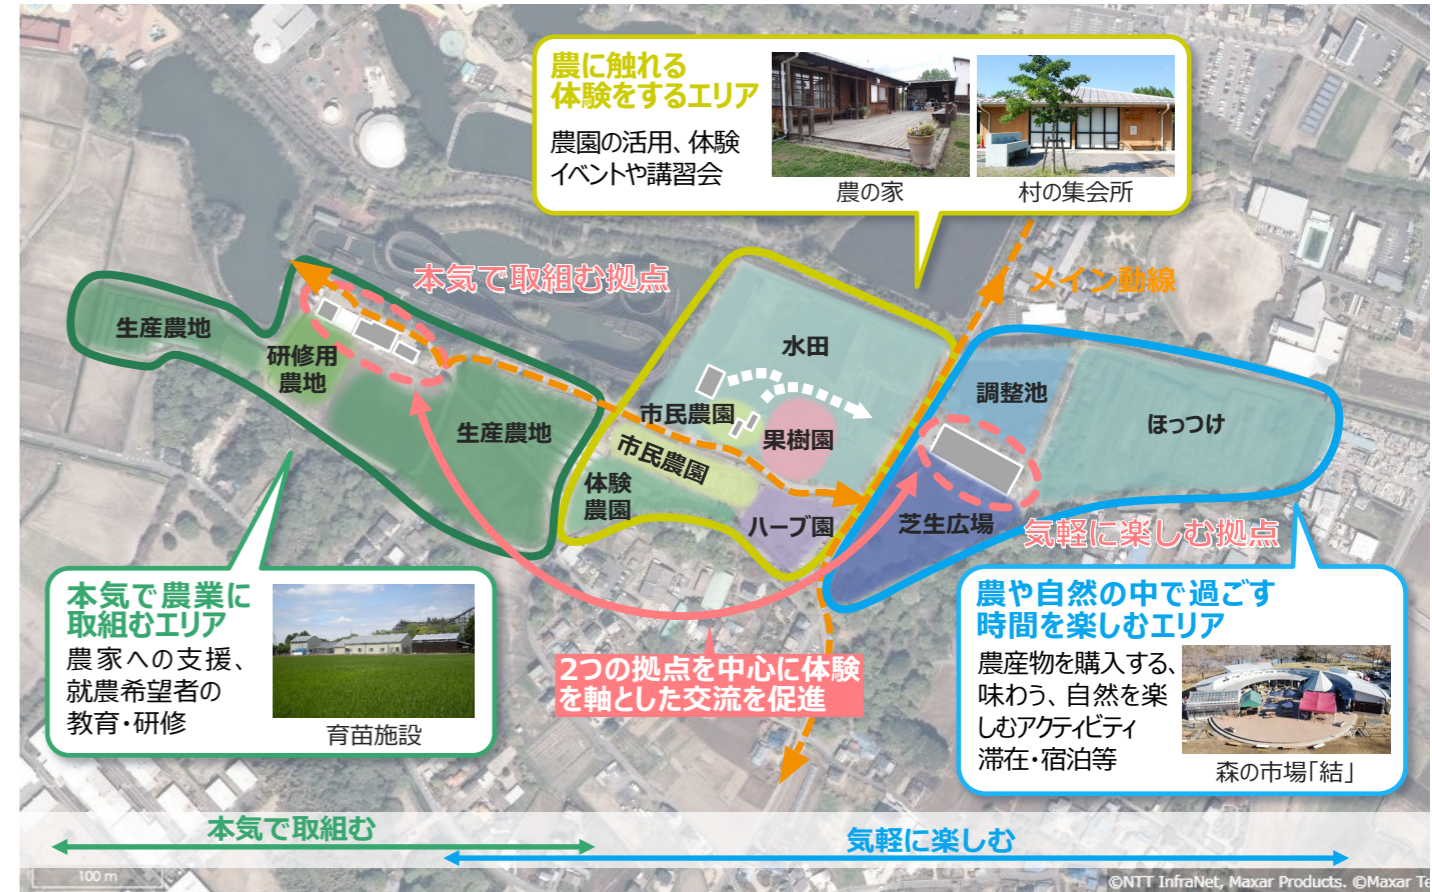 農に触れる
体験をするエリア
農園の活用、体験
イベントや講習会
農の家
村の集会所
本気で取組む拠点
メイン動線
生産農地
研修用
農地
生産農地
水田
市民農園
果樹園
市民農園
体験
農園
ハーブ園
調整池
ほっつけ
芝生広場
気軽に楽しむ拠点
本気で農業に
取組むエリア
農家への支援、
就農希望者の
教育・研修
育苗施設
2つの拠点を中心に体験
を軸とした交流を促進
農や自然の中で過ごす
時間を楽しむエリア
農産物を購入する、
味わう、自然を楽
しむアクティビティ
滞在・宿泊等
森の市場「結」
本気で取組む
気軽に楽しむ
100 m
©NTT InfraNet, Maxar Products. ©Maxar Te